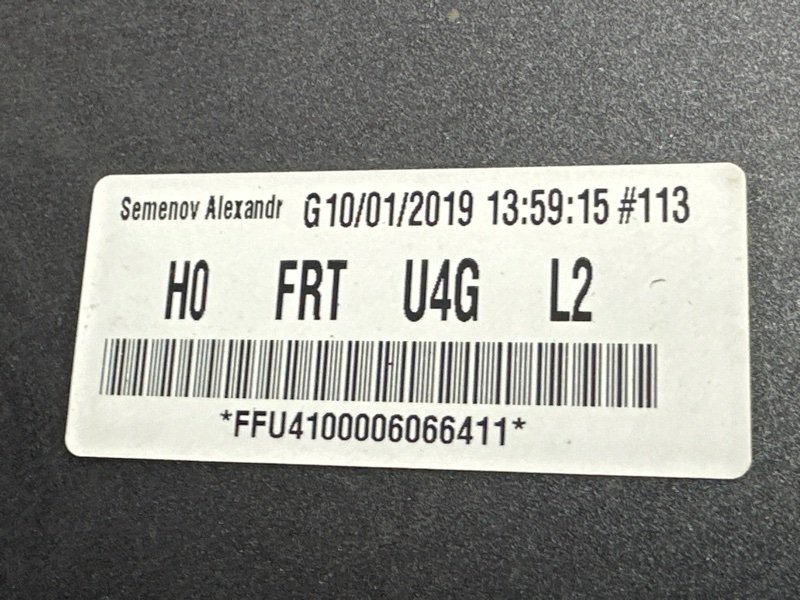 Semenov Alexandr G10/01/2019 13:59:15 #113
H0 FRT U4G L2
*FFU4100006066411*